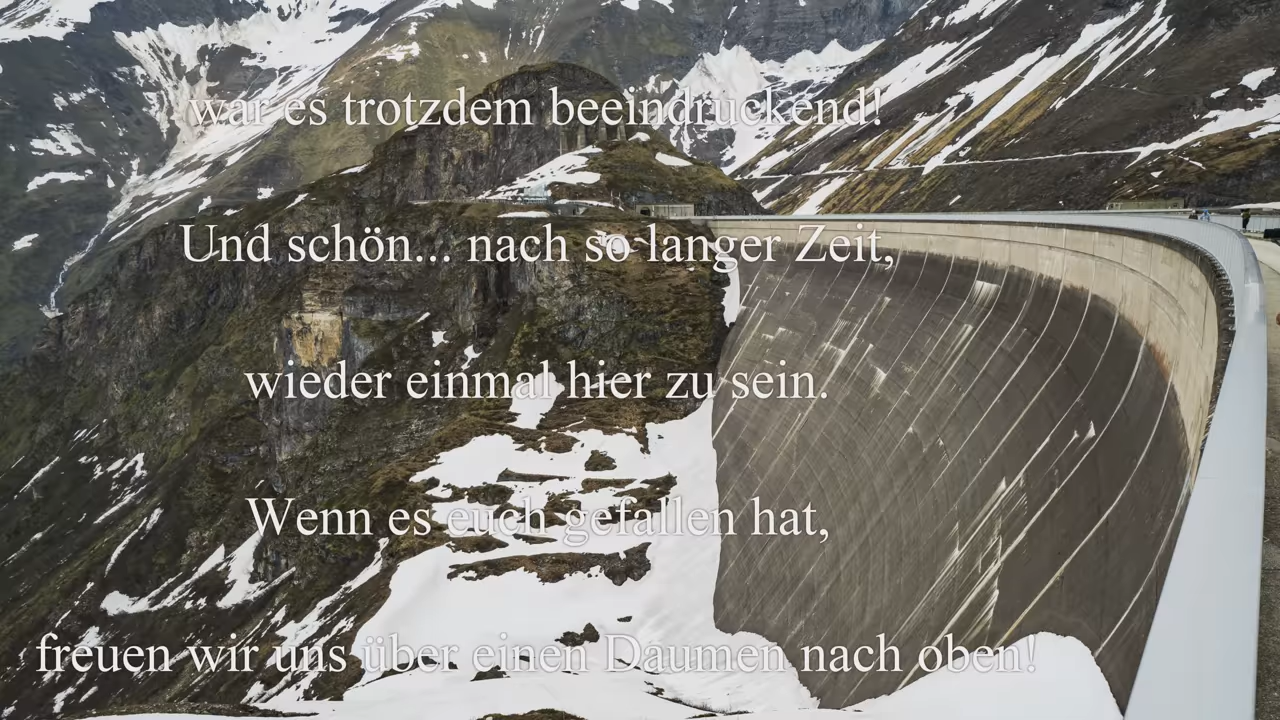 war es trotzdem beeindruckend!
Und schön... nach so langer Zeit,
wieder einmal hier zu sein.
Wenn es euch gefallen hat,
freuen wir uns über einen Daumen nach oben!